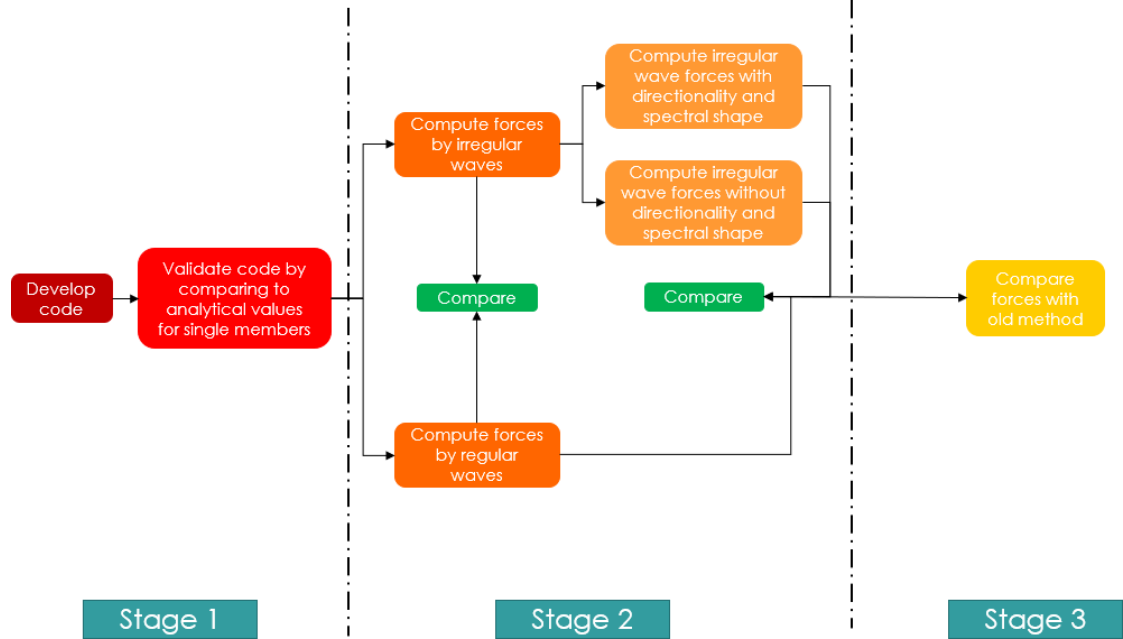 Develop
code
Validate code by
comparing to
analytical values
for single members
Compute forces
by irregular
waves
Compute irregular
wave forces with
directionality and
spectral shape
Compute irregular
wave forces without
directionality and
spectral shape
Compare
Compare
Compute forces
by regular
waves
Compare
forces with
old method
Stage 1
Stage 2
Stage 3